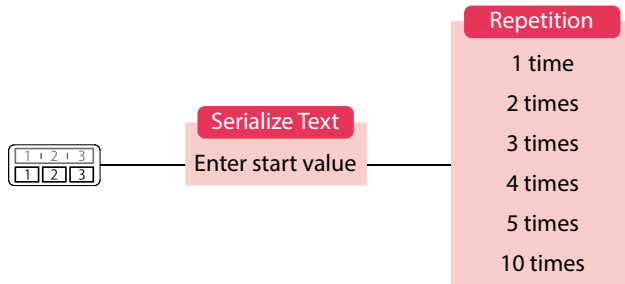 1 2 3
1 2 3
Serialize Text
Enter start value
Repetition
1 time
2 times
3 times
4 times
5 times
10 times